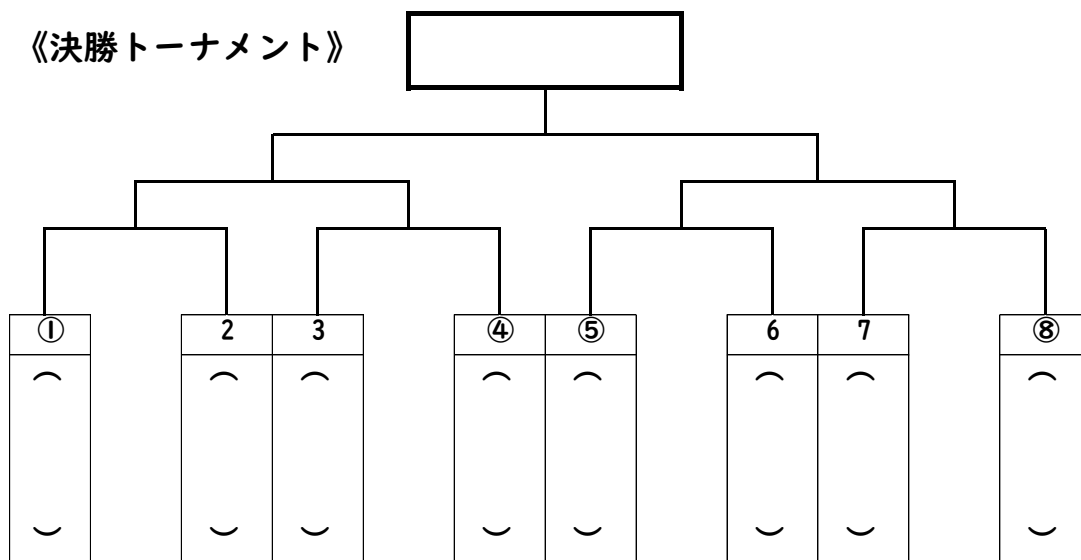 《決勝トーナメント》
① 2 3 ④ ⑤ 6 7 ⑧
（ ） （ ） （ ） （ ） （ ） （ ） （ ） （ ）